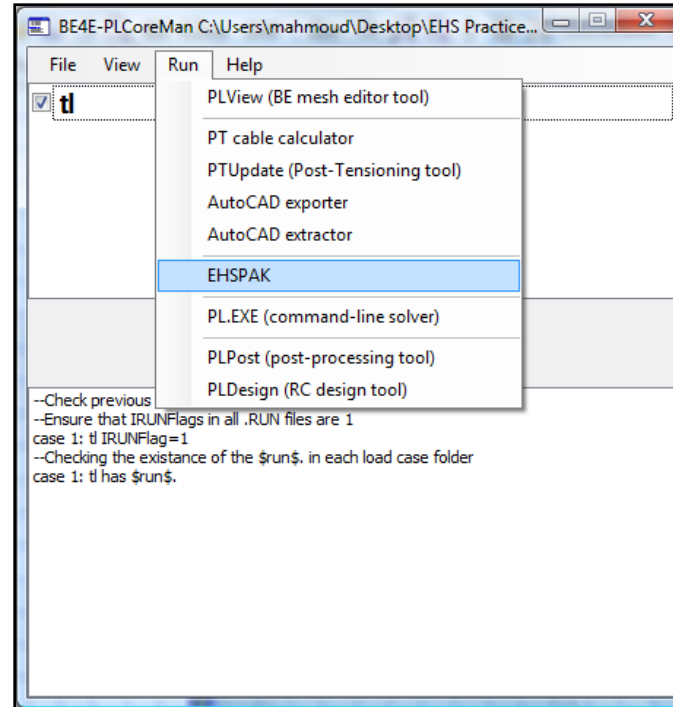 BE4E-PLCoreMan C:\Users\mahmoud\Desktop\EHS Practice...
File View Run Help
tl
PLView (BE mesh editor tool)
PT cable calculator
PTUpdate (Post-Tensioning tool)
AutoCAD exporter
AutoCAD extractor
EHSPAK
PL.EXE (command-line solver)
PLPost (post-processing tool)
PLDesign (RC design tool)
--Check previous
--Ensure that IRUNFlags in all .RUN files are 1
case 1: tl IRUNFlag=1
--Checking the existance of the $run$. in each load case folder
case 1: tl has $run$.